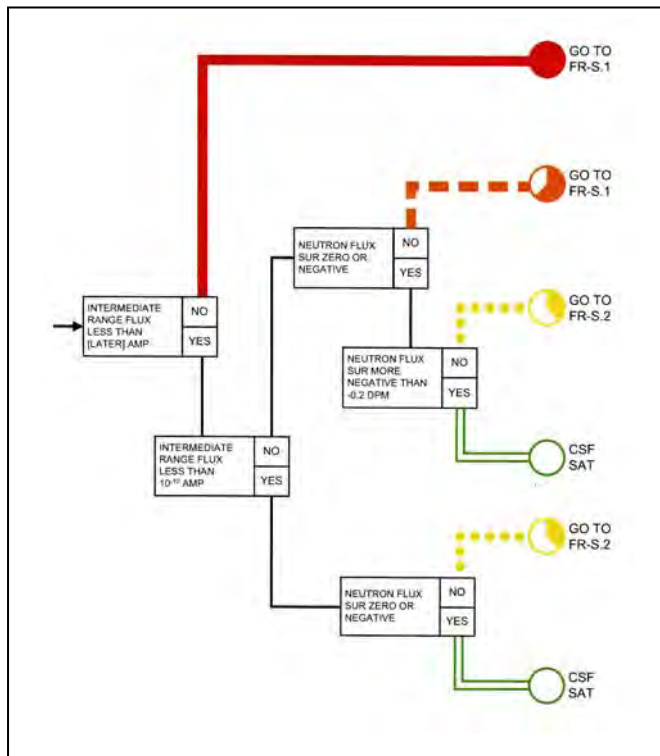 GO TO
FR-S.1
GO TO
FR-S.1
NEUTRON FLUX
SUR ZERO OR
NEGATIVE
NO
YES
GO TO
FR-S.2
INTERMEDIATE
RANGE FLUX
LESS THAN
[LATER] AMP
NO
YES
NEUTRON FLUX
SUR MORE
NEGATIVE THAN
-0.2 DPM
NO
YES
INTERMEDIATE
RANGE FLUX
LESS THAN
10⁻¹⁰ AMP
NO
YES
CSF
SAT
GO TO
FR-S.2
NEUTRON FLUX
SUR ZERO OR
NEGATIVE
NO
YES
CSF
SAT